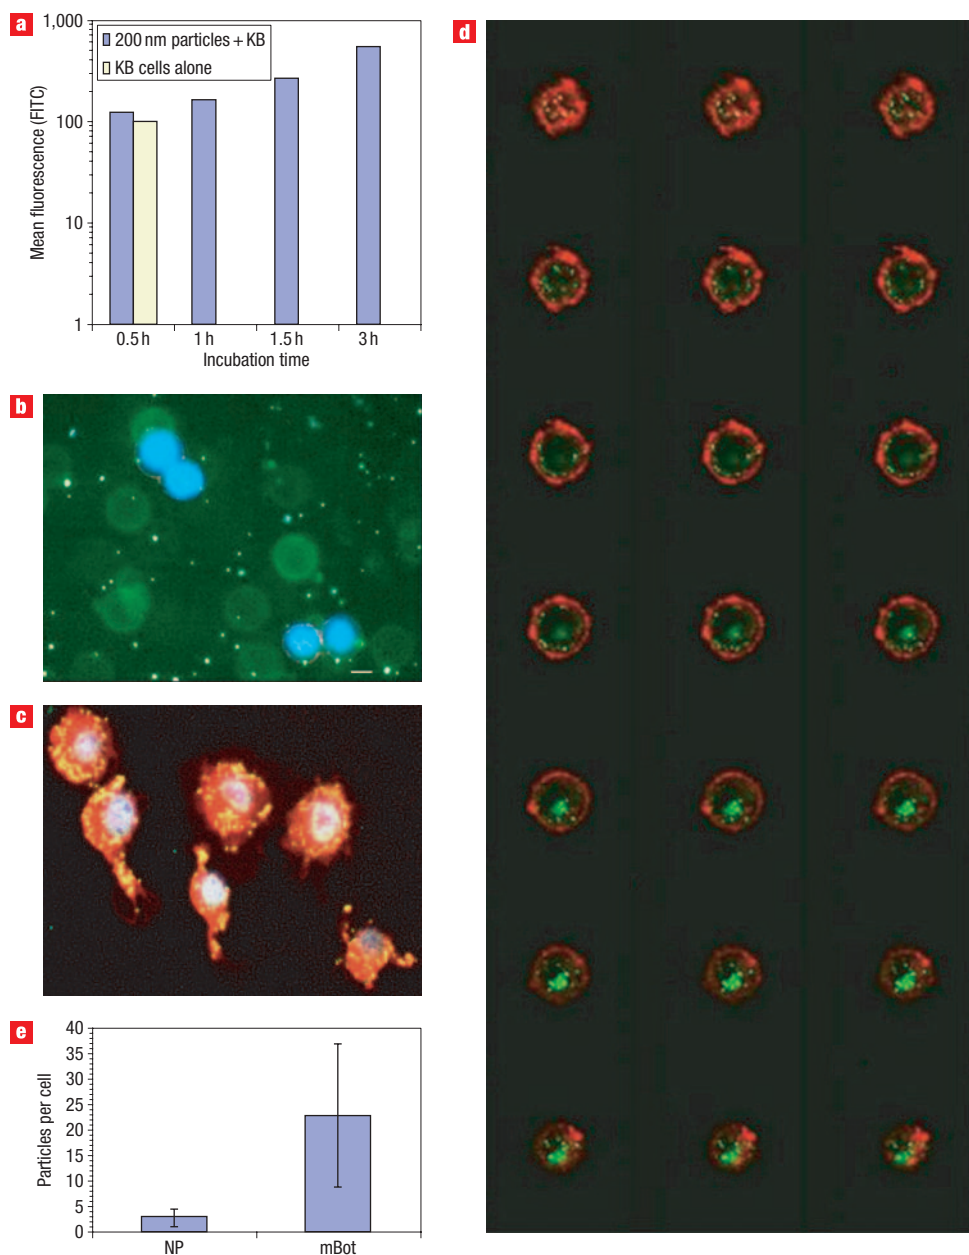 a
1,000
200 nm particles + KB
KB cells alone
100
10
1
Mean fluorescence (FITC)
0.5 h 1 h 1.5 h 3 h
Incubation time
b
c
d
e
40
35
30
25
20
15
10
5
0
Particles per cell
NP mBot